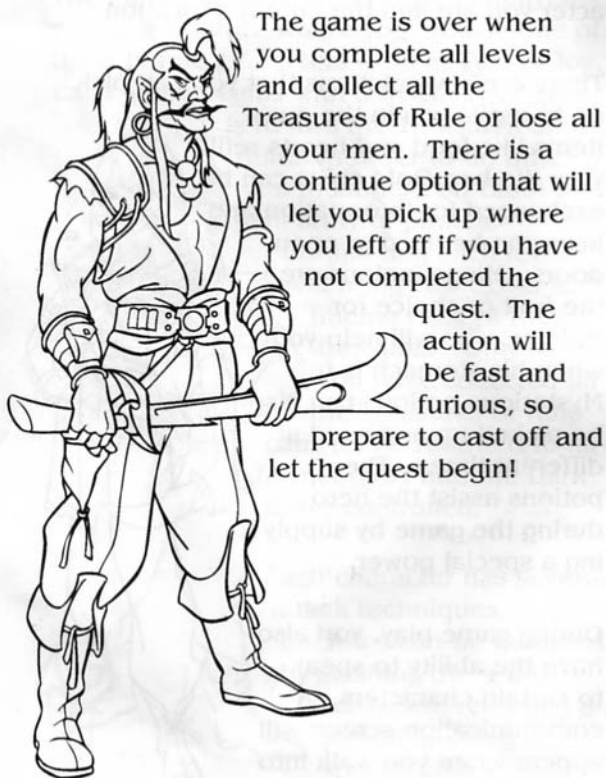 The game is over when
you complete all levels
and collect all the
Treasures of Rule or lose all
your men. There is a
continue option that will
let you pick up where
you left off if you have
not completed the
quest. The
action will
be fast and
furious, so
prepare to cast off and
let the quest begin!